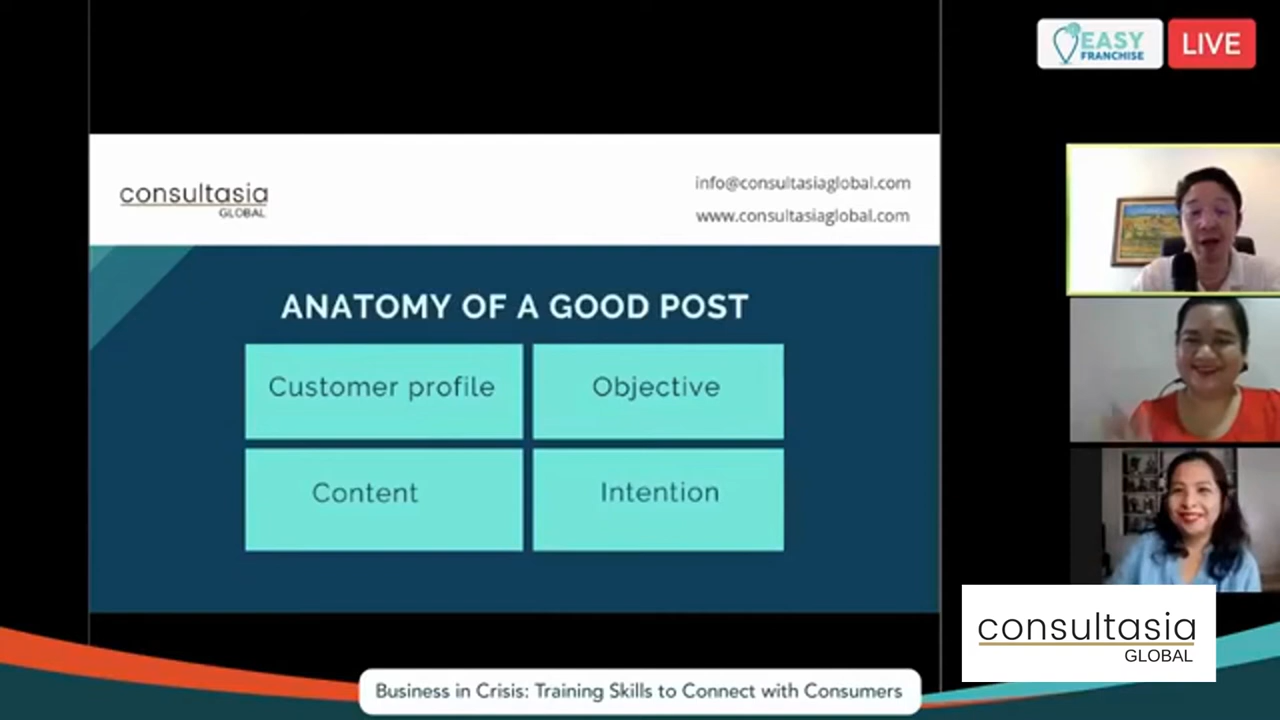 EASY
FRANCHISE
LIVE
consultasia
GLOBAL
info@consultasiaglobal.com
www.consultasiaglobal.com
ANATOMY OF A GOOD POST
Customer profile
Objective
Content
Intention
consultasia
GLOBAL
Business in Crisis: Training Skills to Connect with Consumers